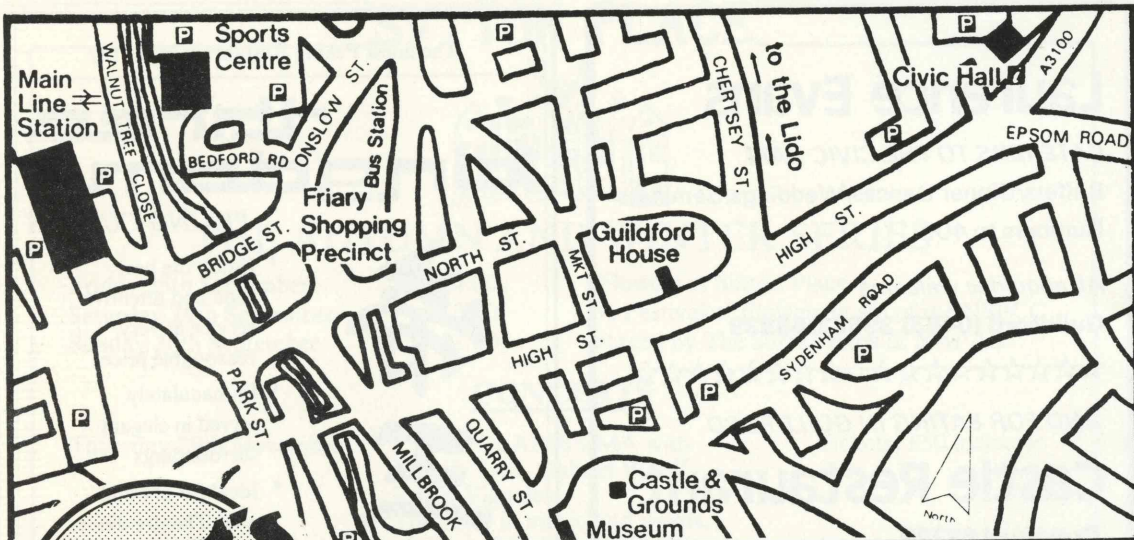 P
Sports
Centre
P
P
P
WALNUT TREE
CLOSE
Main
Line
Station
P
P
BEDFORD RD
ONSLOW ST.
Bus Station
CHERTSEY
ST.
to the Lido
Civic Hall
A3100
P
EPSOM ROAD
Friary
Shopping
Precinct
BRIDGE ST.
NORTH ST.
MKT ST.
Guildford
House
HIGH ST.
HIGH ST.
SYDENHAM ROAD
P
P
P
P
PARK ST.
MILLBROOK
QUARRY ST.
Castle &
Grounds
Museum
P
North